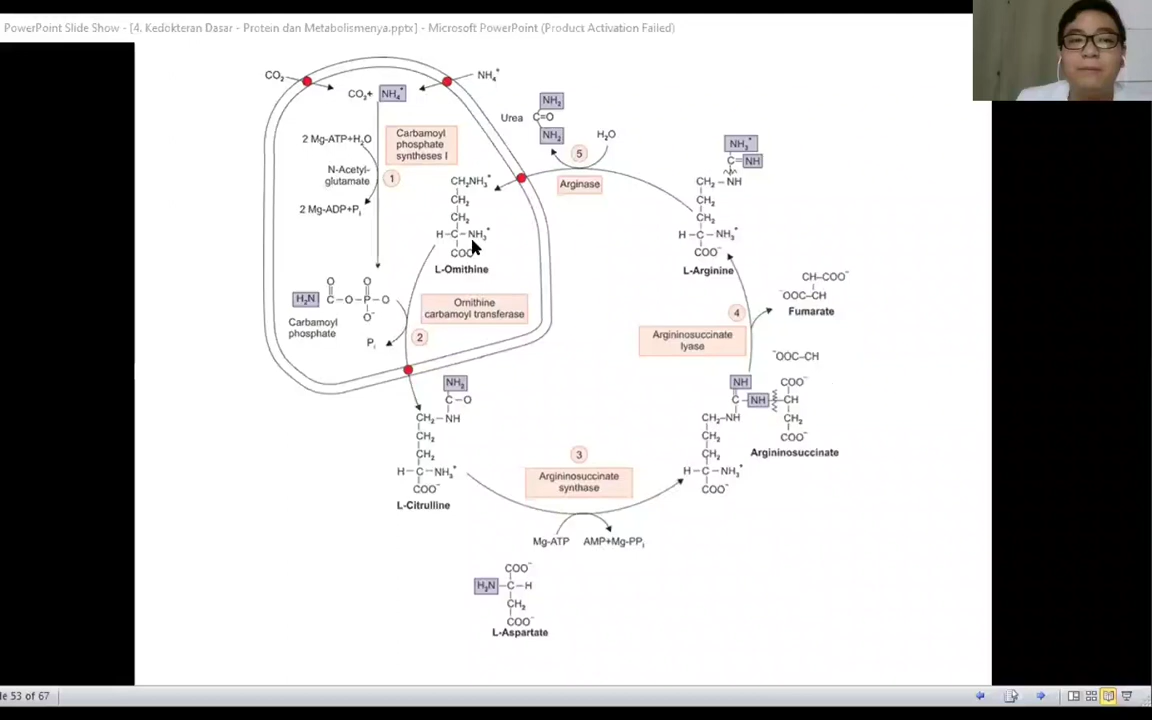 PowerPoint Slide Show - [4. Kedokteran Dasar - Protein dan Metabolismenya.pptx] - Microsoft PowerPoint (Product Activation Failed)
CO₂
NH₄⁺
CO₂+ NH₄⁺
2 Mg-ATP+H₂O
N-Acetyl-
glutamate
2 Mg-ADP+Pᵢ
Carbamoyl
phosphate
syntheses I
1
H₂N
C
O
O
O
C–O–P–O
O⁻
Carbamoyl
phosphate
CH₂NH₃⁺
CH₂
CH₂
H–C–NH₃⁺
COO
L-Omithine
Ornithine
carbamoyl transferase
2
Pᵢ
Urea
NH₂
C=O
NH₂
H₂O
5
Arginase
NH₃⁺
C=NH
CH₂–NH
CH₂
CH₂
H–C–NH₃⁺
COO⁻
L-Arginine
4
Argininosuccinate
lyase
CH–COO⁻
⁻OOC–CH
Fumarate
⁻OOC–CH
NH
COO⁻
C–NH
CH
CH₂–NH
CH₂
CH₂
COO⁻
CH₂
Argininosuccinate
H–C–NH₃⁺
COO⁻
NH₂
C–O
CH₂–NH
CH₂
CH₂
H–C–NH₃⁺
COO⁻
L-Citrulline
3
Argininosuccinate
synthase
Mg-ATP
AMP+Mg-PPᵢ
COO⁻
H₂N–C–H
CH₂
COO⁻
L-Aspartate
le 53 of 67